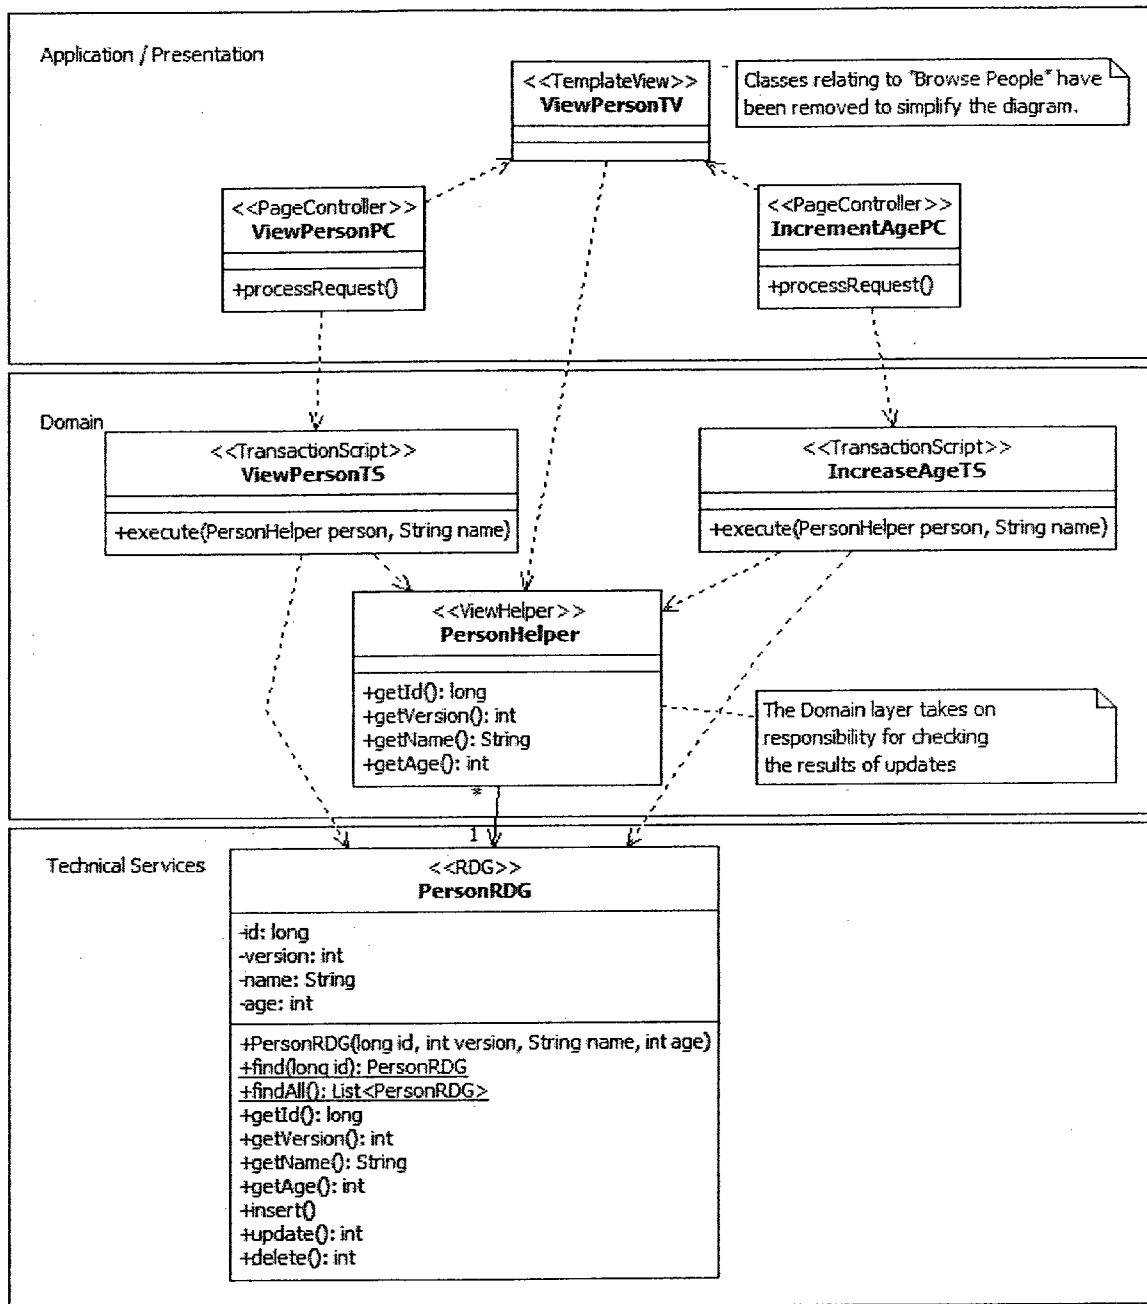 Application / Presentation
<<TemplateView>>
ViewPersonTV
Classes relating to "Browse People" have
been removed to simplify the diagram.
<<PageController>>
ViewPersonPC
+processRequest()
<<PageController>>
IncrementAgePC
+processRequest()
Domain
<<TransactionScript>>
ViewPersonTS
+execute(PersonHelper person, String name)
<<TransactionScript>>
IncreaseAgeTS
+execute(PersonHelper person, String name)
<<ViewHelper>>
PersonHelper
+getId(): long
+getVersion(): int
+getName(): String
+getAge(): int
The Domain layer takes on
responsibility for checking
the results of updates
*
1
Technical Services
<<RDG>>
PersonRDG
-id: long
-version: int
-name: String
-age: int
+PersonRDG(long id, int version, String name, int age)
+find(long id): PersonRDG
+findAll(): List<PersonRDG>
+getId(): long
+getVersion(): int
+getName(): String
+getAge(): int
+insert()
+update(): int
+delete(): int